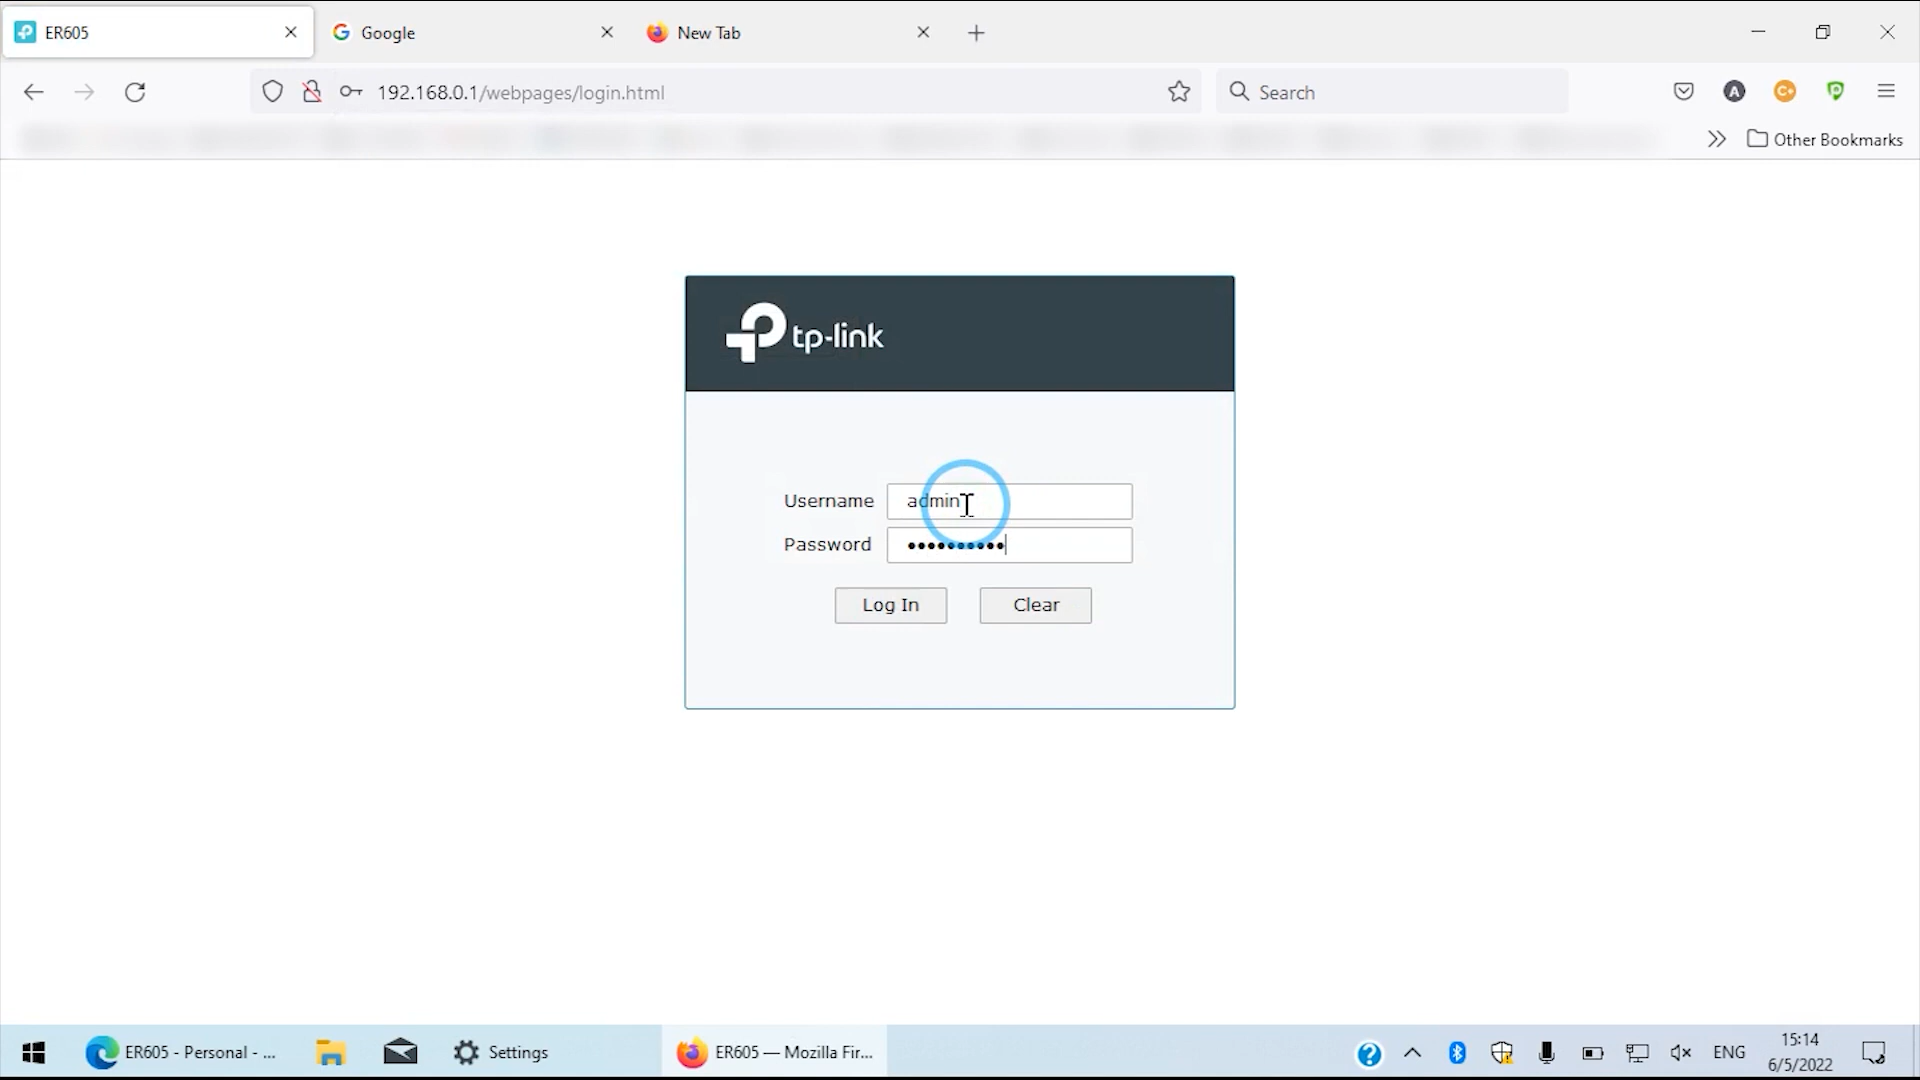 ER605
Google
New Tab
192.168.0.1/webpages/login.html
Search
Other Bookmarks
tp-link
Username admin
Password ••••••••••
Log In Clear
ER605 - Personal - ...
Settings
ER605 — Mozilla Fir...
ENG
15:14
6/5/2022